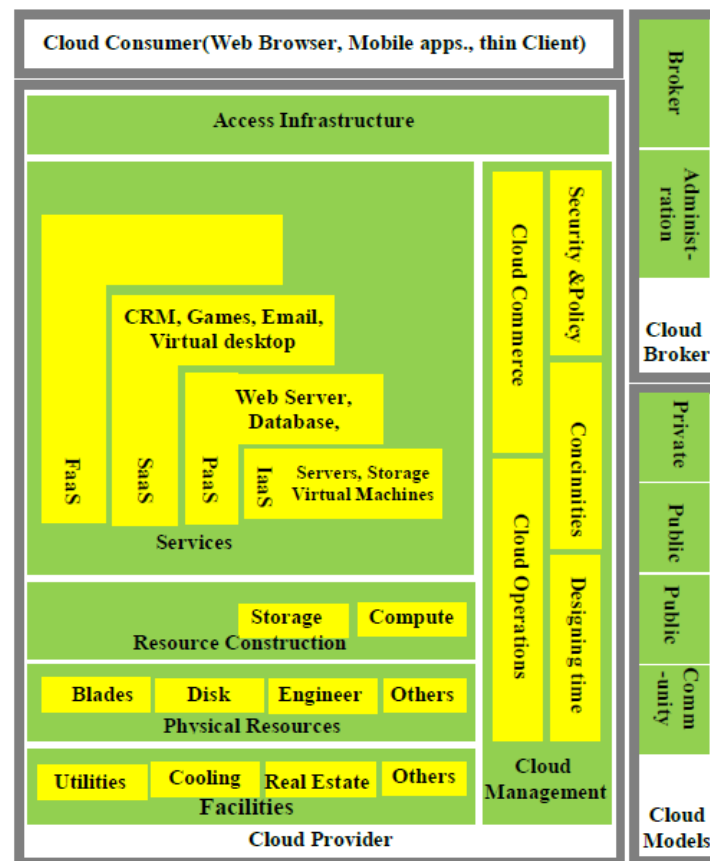 Cloud Consumer(Web Browser, Mobile apps., thin Client)
Access Infrastructure
FaaS
SaaS
CRM, Games, Email,
Virtual desktop
PaaS
Web Server,
Database,
IaaS
Servers, Storage
Virtual Machines
Services
Storage
Compute
Resource Construction
Blades
Disk
Engineer
Others
Physical Resources
Utilities
Cooling
Real Estate
Others
Facilities
Cloud Provider
Cloud Commerce
Cloud Operations
Security &Policy
Concinnities
Designing time
Cloud
Management
Broker
Administ-
ration
Cloud
Broker
Private
Public
Public
Comm
-unity
Cloud
Models